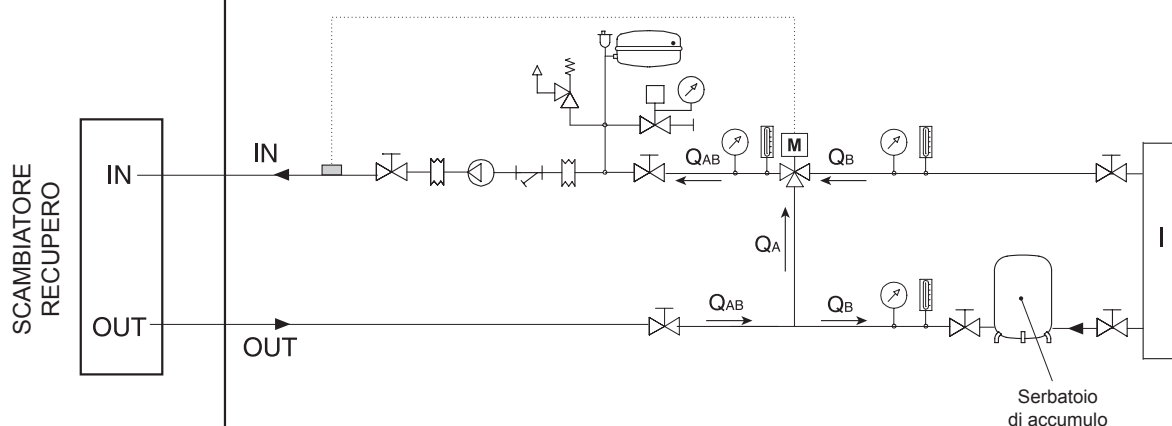 SCAMBIATORE
RECUPERO
IN
OUT
IN
OUT
QAB
M
QB
I
QA
QAB
QB
Serbatoio
di accumulo